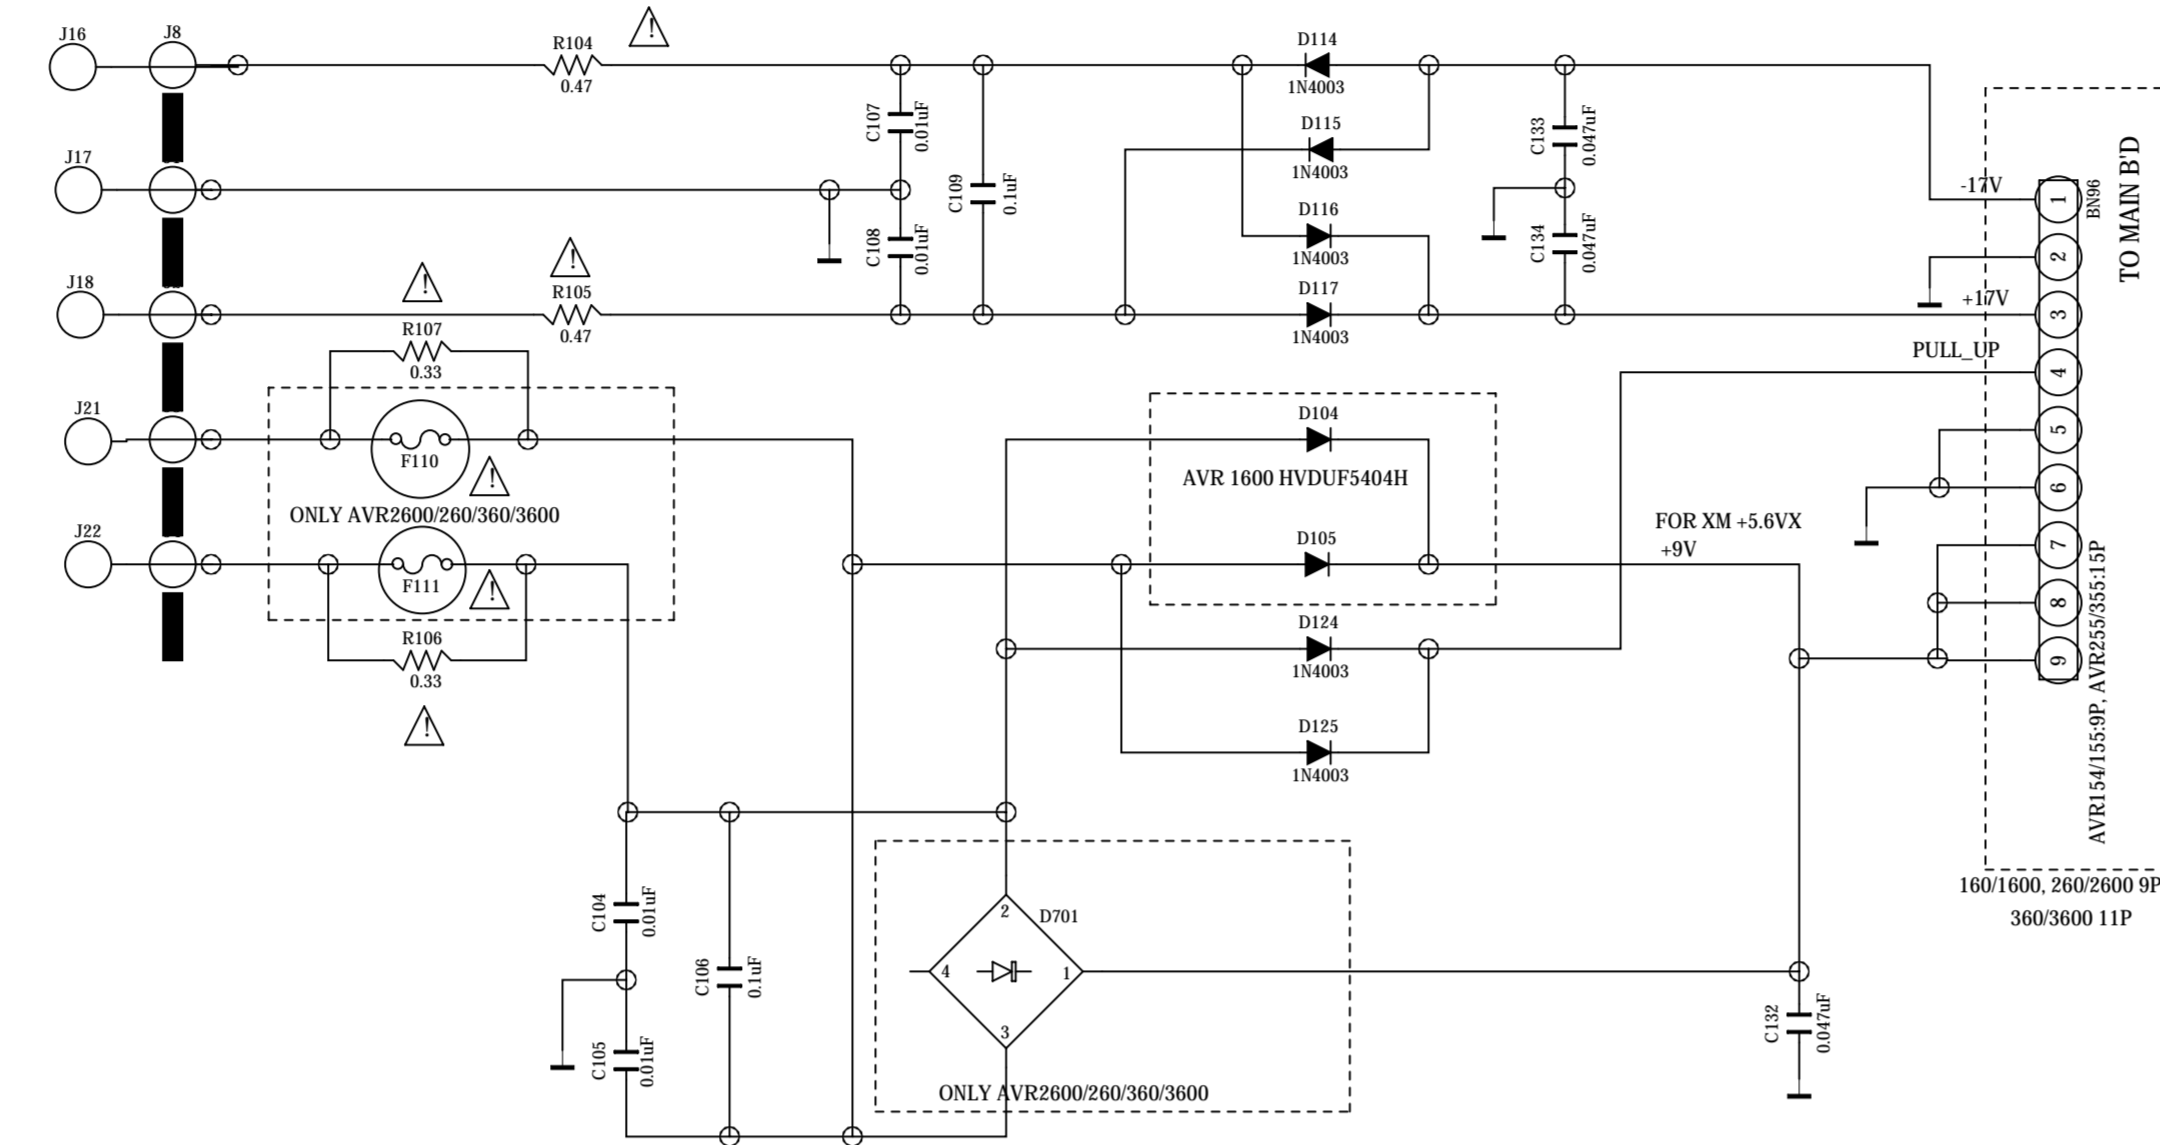 J16
J8
R104
0.47
!
D114
1N4003
C107
0.01uF
D115
1N4003
C133
0.047uF
TO MAIN B'D
J17
C109
0.1uF
-17V
1
BN96
D116
1N4003
C108
0.01uF
C134
0.047uF
2
!
!
J18
R105
0.47
D117
1N4003
+17V
3
R107
0.33
PULL_UP
4
J21
F110
!
D104
5
AVR 1600 HVDUF5404H
6
ONLY AVR2600/260/360/3600
J22
F111
!
D105
FOR XM +5.6VX
+9V
7
8
9
AVR154/155:9P, AVR255/355:15P
R106
0.33
!
D124
1N4003
D125
1N4003
160/1600, 260/2600 9P
360/3600 11P
C104
0.01uF
C106
0.1uF
C105
0.01uF
2
D701
4
1
3
ONLY AVR2600/260/360/3600
C132
0.047uF